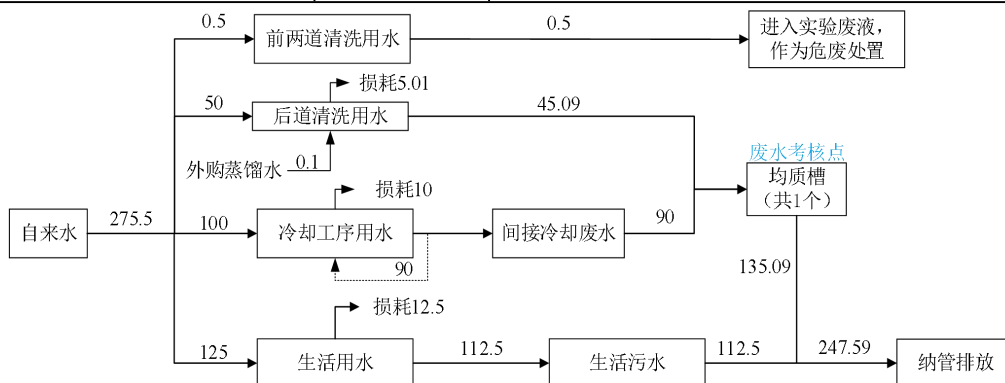 0.5
前两道清洗用水
0.5
进入实验废液，
作为危废处置
损耗5.01
50
后道清洗用水
45.09
外购蒸馏水
0.1
废水考核点
均质槽
（共1个）
损耗10
自来水
275.5
100
冷却工序用水
90
间接冷却废水
90
135.09
损耗12.5
125
生活用水
112.5
生活污水
112.5
247.59
纳管排放